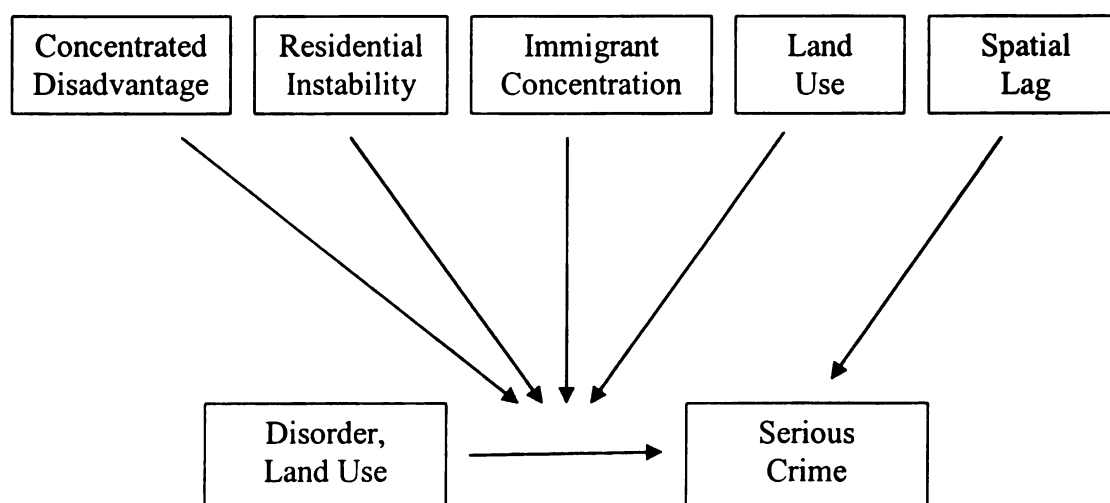 Concentrated
Disadvantage
Residential
Instability
Immigrant
Concentration
Land
Use
Spatial
Lag
Disorder,
Land Use
Serious
Crime